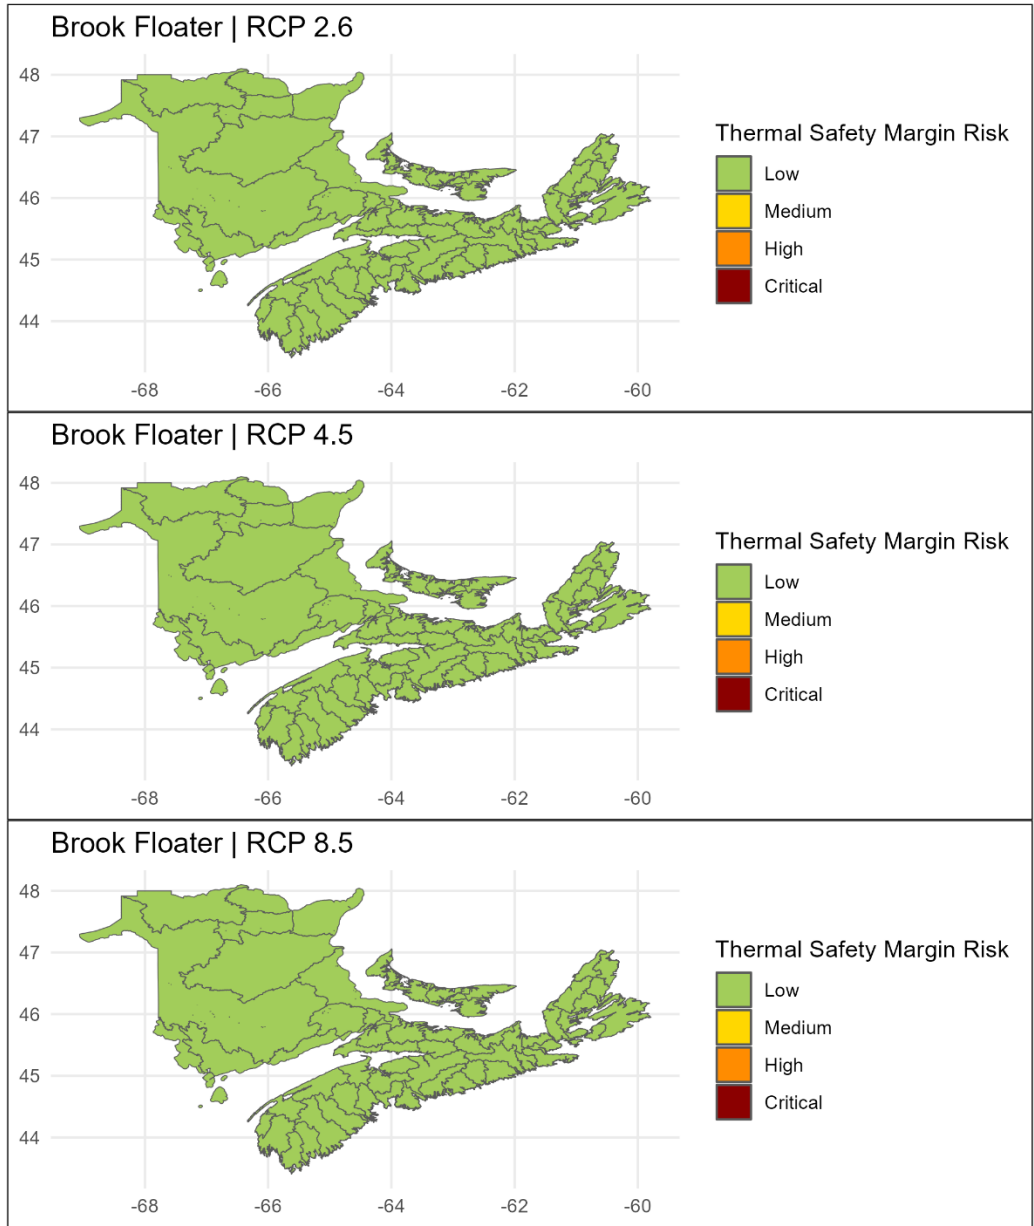 Brook Floater | RCP 2.6
48
47
46
45
44
-68 -66 -64 -62 -60
Thermal Safety Margin Risk
Low
Medium
High
Critical
Brook Floater | RCP 4.5
48
47
46
45
44
-68 -66 -64 -62 -60
Thermal Safety Margin Risk
Low
Medium
High
Critical
Brook Floater | RCP 8.5
48
47
46
45
44
-68 -66 -64 -62 -60
Thermal Safety Margin Risk
Low
Medium
High
Critical